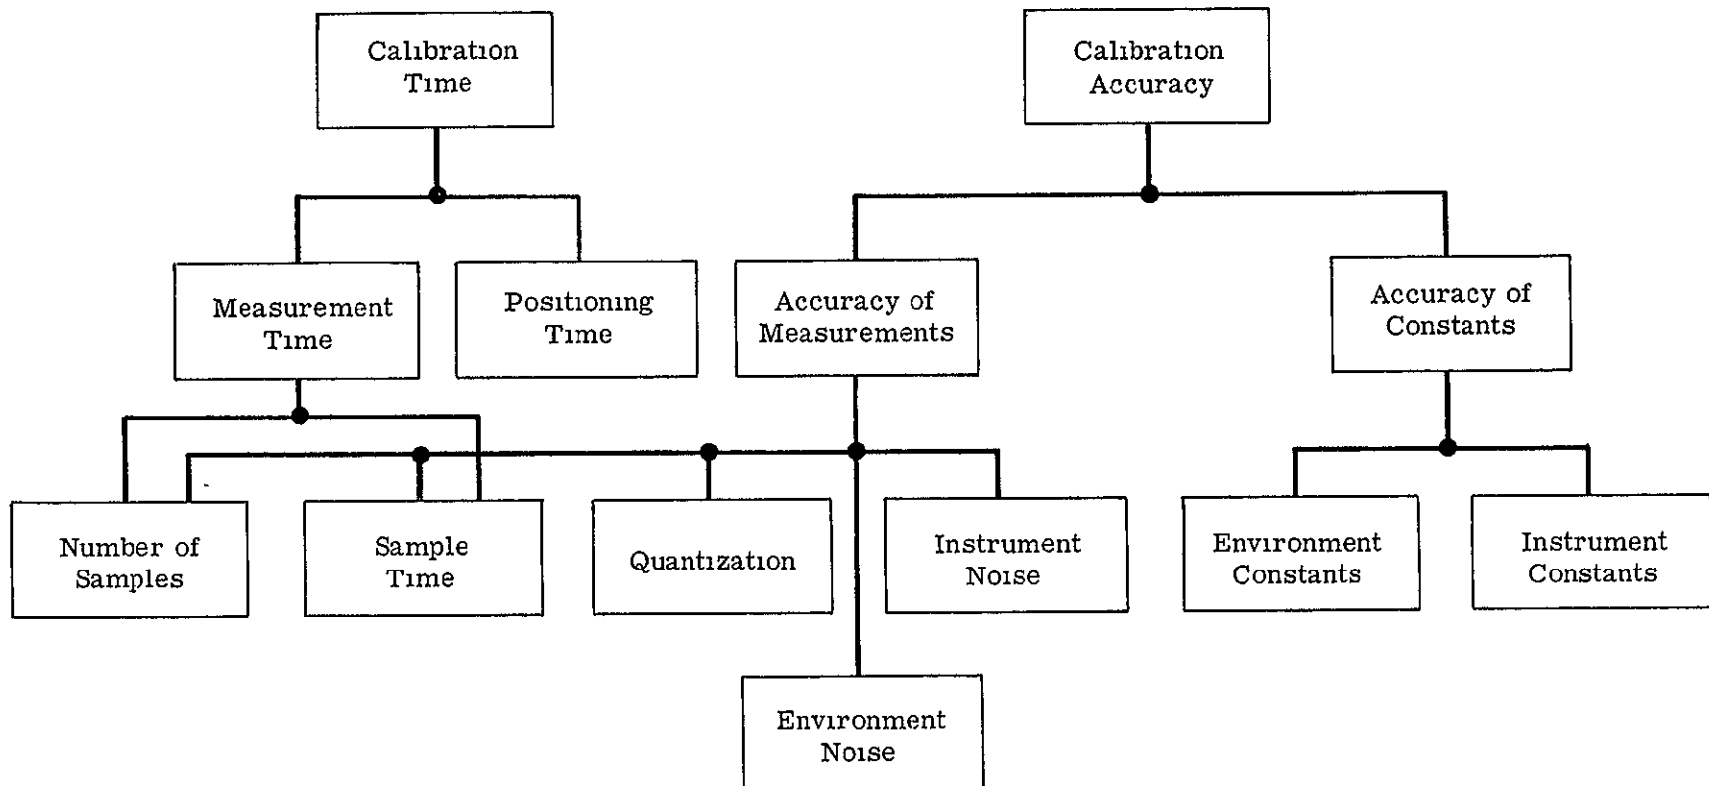 Calibration
Time
Calibration
Accuracy
Measurement
Time
Positioning
Time
Accuracy of
Measurements
Accuracy of
Constants
Number of
Samples
Sample
Time
Quantization
Instrument
Noise
Environment
Constants
Instrument
Constants
Environment
Noise